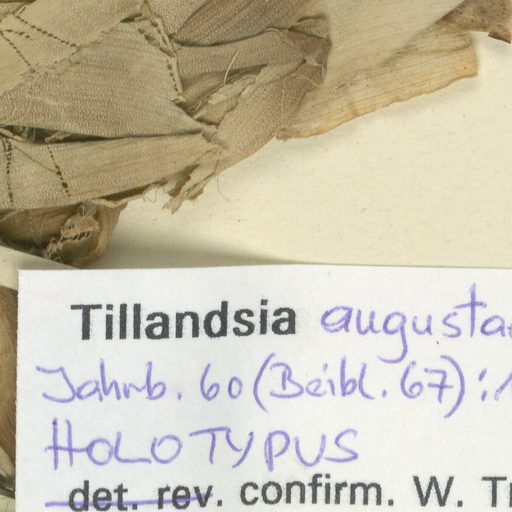 Tillandsia augusta
Jahrb. 60 (Beibl. 67):
HOLOTYPUS
det. rev. confirm. W. T